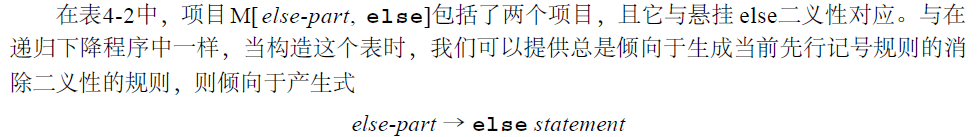 在表4-2中，项目M[else-part, else]包括了两个项目，且它与悬挂else二义性对应。与在
递归下降程序中一样，当构造这个表时，我们可以提供总是倾向于生成当前先行记号规则的消
除二义性的规则，则倾向于产生式
else-part → else statement